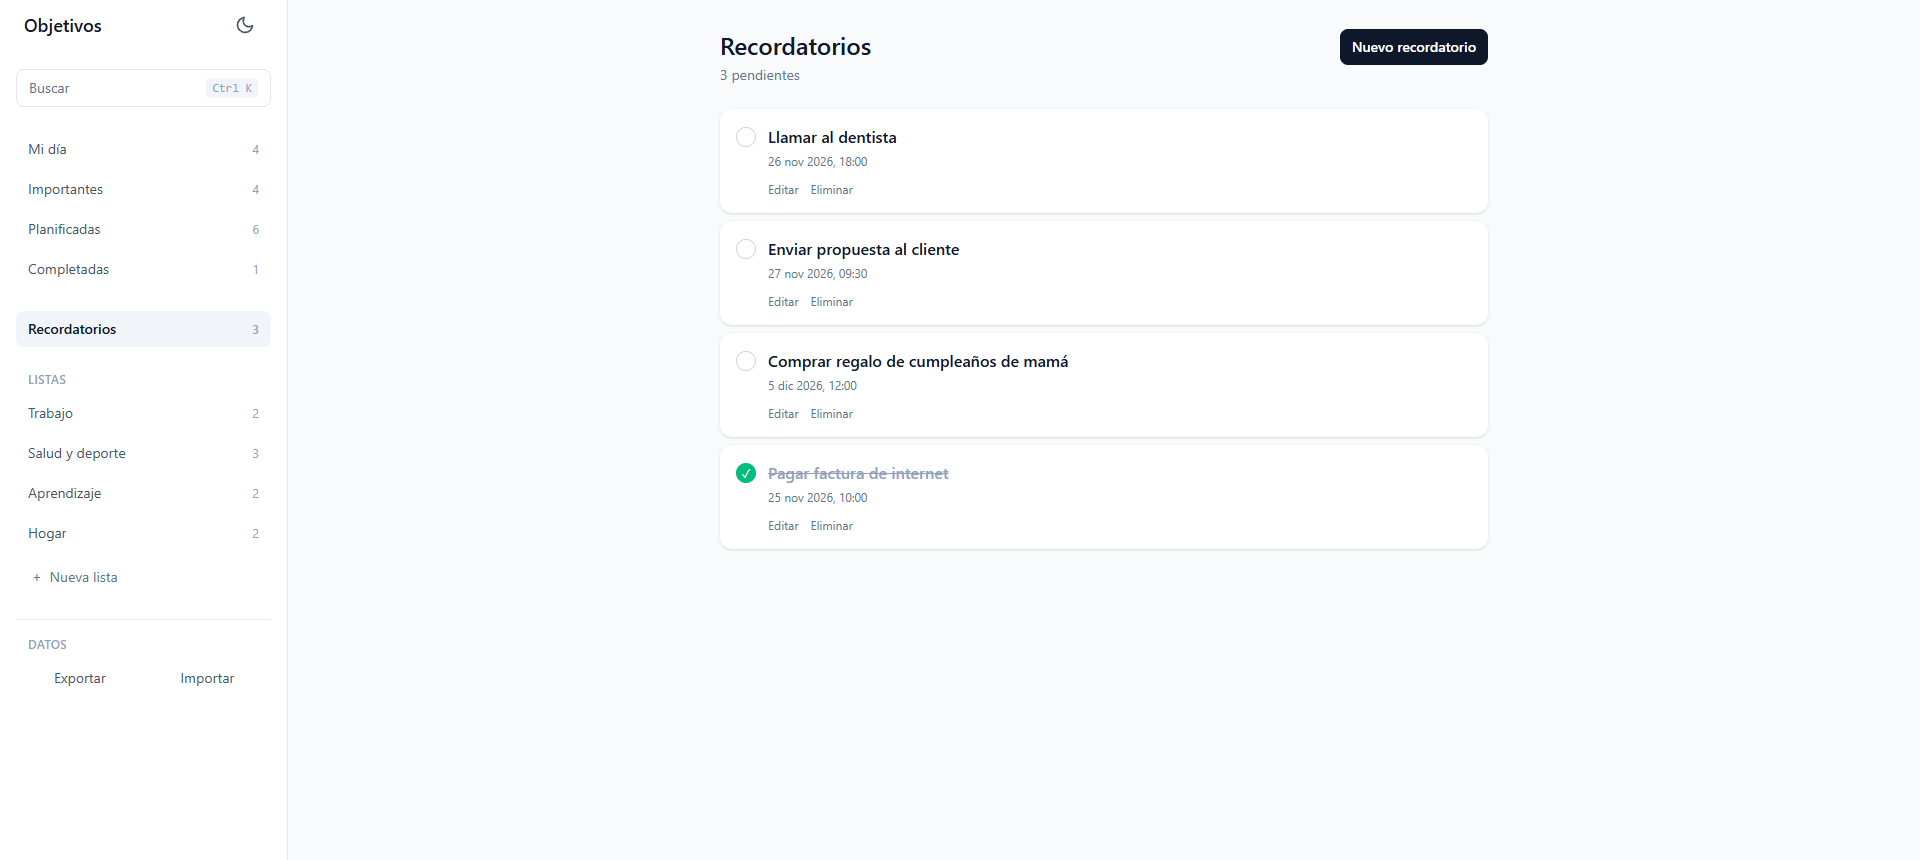 Objetivos
Buscar Ctrl K
Mi día 4
Importantes 4
Planificadas 6
Completadas 1
Recordatorios 3
LISTAS
Trabajo 2
Salud y deporte 3
Aprendizaje 2
Hogar 2
+ Nueva lista
DATOS
Exportar Importar
Recordatorios
3 pendientes
Nuevo recordatorio
Llamar al dentista
26 nov 2026, 18:00
Editar Eliminar
Enviar propuesta al cliente
27 nov 2026, 09:30
Editar Eliminar
Comprar regalo de cumpleaños de mamá
5 dic 2026, 12:00
Editar Eliminar
Pagar factura de internet
25 nov 2026, 10:00
Editar Eliminar